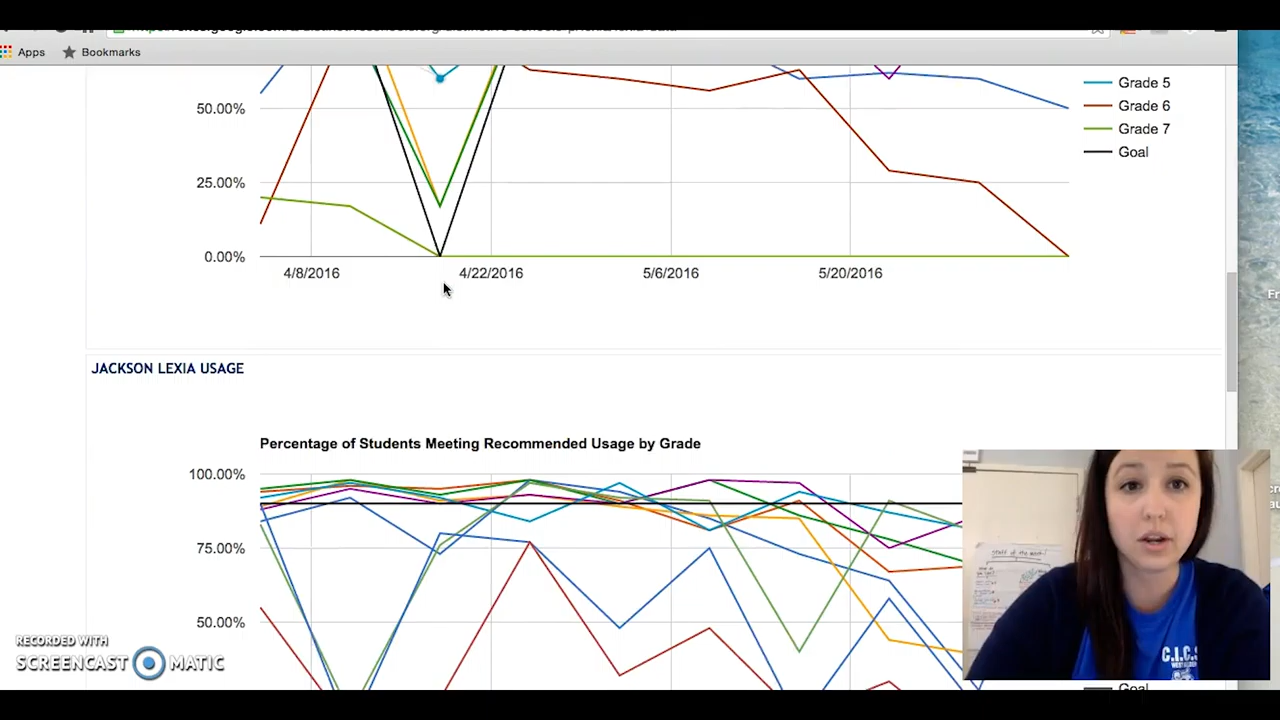 Apps Bookmarks
Grade 5
50.00%
Grade 6
Grade 7
Goal
25.00%
0.00%
4/8/2016 4/22/2016 5/6/2016 5/20/2016
JACKSON LEXIA USAGE
Percentage of Students Meeting Recommended Usage by Grade
100.00%
75.00%
50.00%
Goal
RECORDED WITH
SCREENCAST MATIC
C.I.C.S